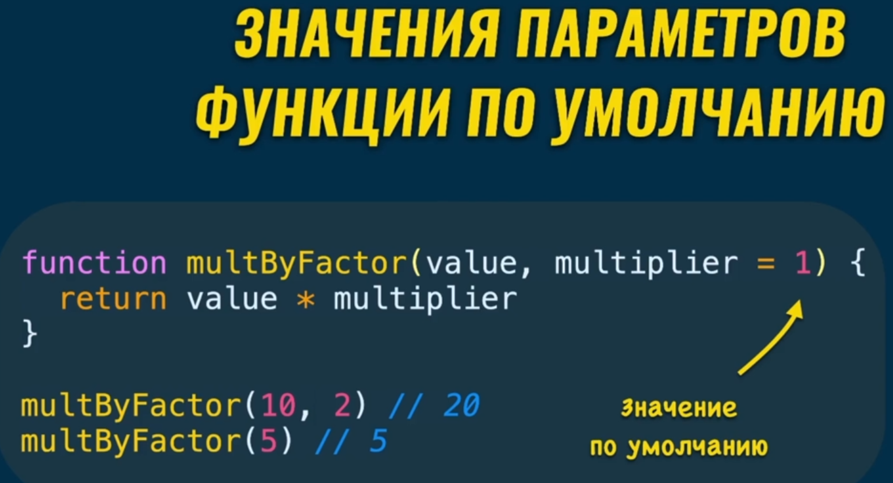 ЗНАЧЕНИЯ ПАРАМЕТРОВ
ФУНКЦИИ ПО УМОЛЧАНИЮ
function multByFactor(value, multiplier = 1) {
  return value * multiplier
}
multByFactor(10, 2) // 20
multByFactor(5) // 5
Значение
по умолчанию